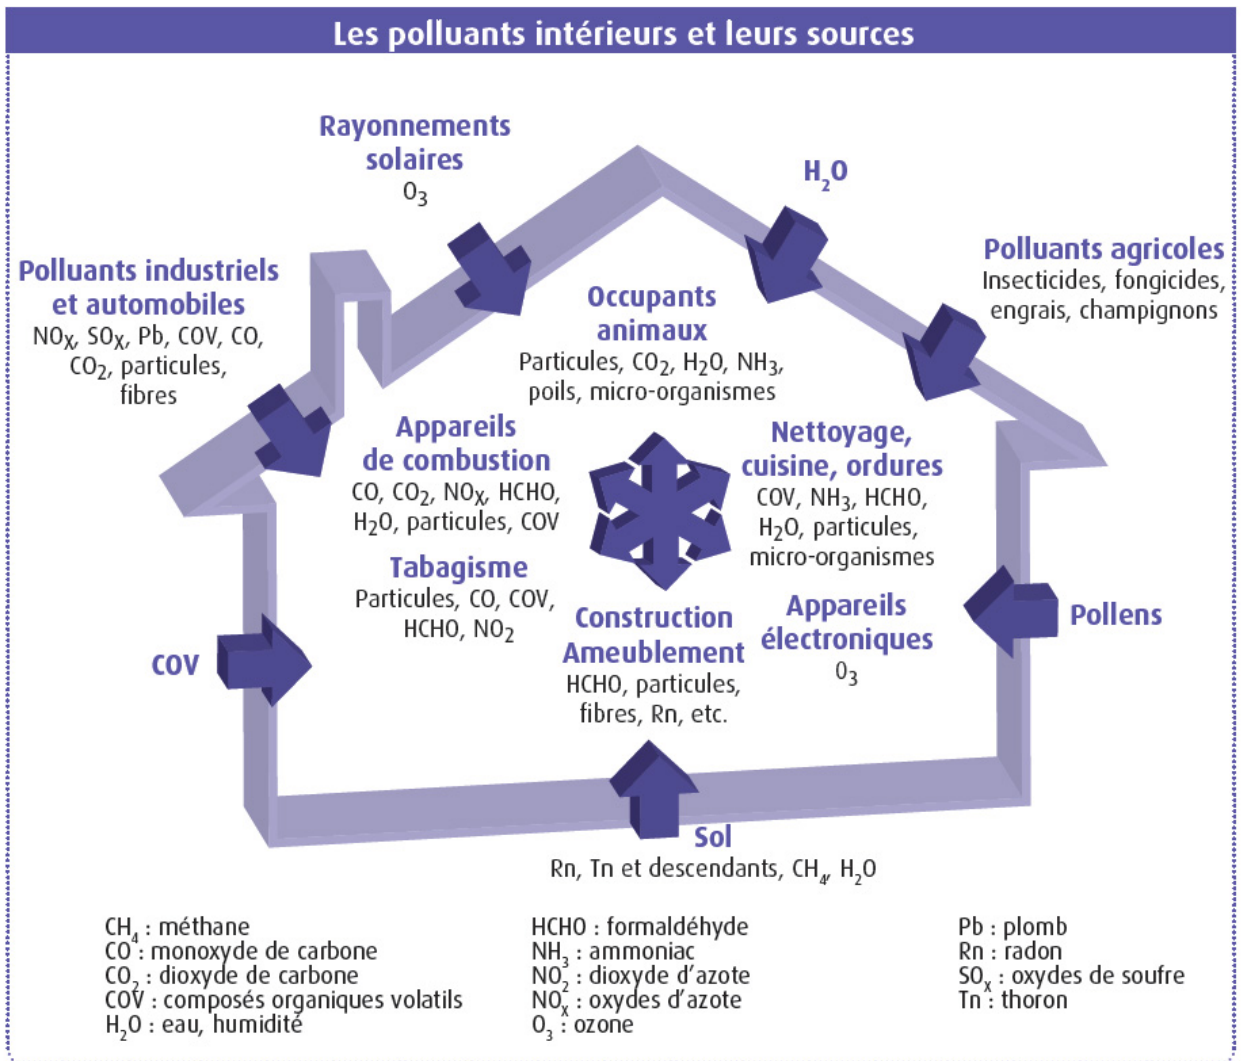 Les polluants intérieurs et leurs sources
Rayonnements
solaires
O₃
H₂O
Polluants industriels
et automobiles
NOₓ, SOₓ, Pb, COV, CO,
CO₂, particules,
fibres
Polluants agricoles
Insecticides, fongicides,
engrais, champignons
Occupants
animaux
Particules, CO₂, H₂O, NH₃,
poils, micro-organismes
Appareils
de combustion
CO, CO₂, NOₓ, HCHO,
H₂O, particules, COV
Nettoyage,
cuisine, ordures
COV, NH₃, HCHO,
H₂O, particules,
micro-organismes
Tabagisme
Particules, CO, COV,
HCHO, NO₂
Construction
Ameublement
HCHO, particules,
fibres, Rn, etc.
Appareils
électroniques
O₃
Pollens
COV
Sol
Rn, Tn et descendants, CH₄, H₂O
CH₄ : méthane
CO : monoxyde de carbone
CO₂ : dioxyde de carbone
COV : composés organiques volatils
H₂O : eau, humidité
HCHO : formaldéhyde
NH₃ : ammoniac
NO₂ : dioxyde d'azote
NOₓ : oxydes d'azote
O₃ : ozone
Pb : plomb
Rn : radon
SOₓ : oxydes de soufre
Tn : thoron